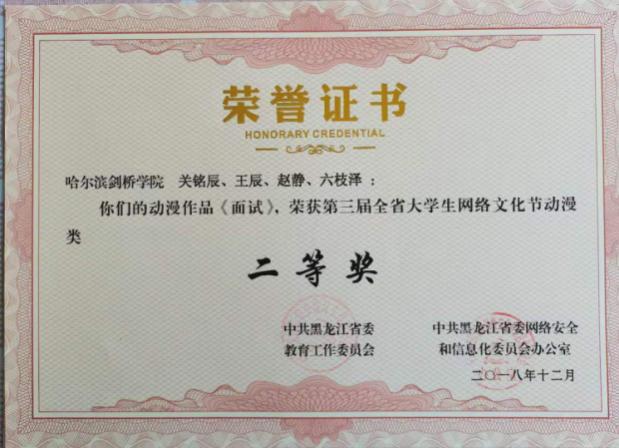 荣誉证书
HONORARY CREDENTIAL
哈尔滨剑桥学院 关铭辰、王辰、赵静、六枝泽：
你们的动漫作品《面试》，荣获第三届全省大学生网络文化节动漫
类
二等奖
中共黑龙江省委 中共黑龙江省委网络安全
教育工作委员会 和信息化委员会办公室
二〇一八年十二月